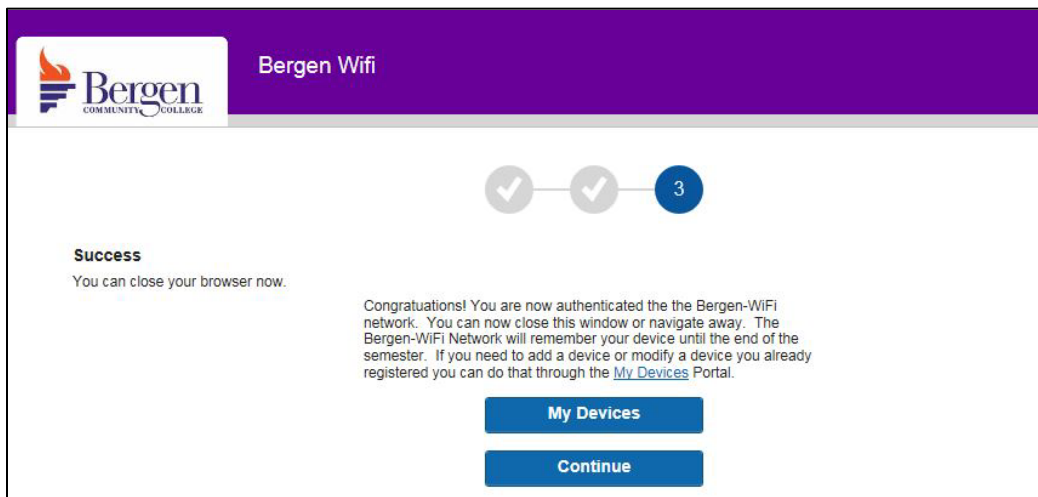 Bergen
COMMUNITY COLLEGE
Bergen Wifi
3
Success
You can close your browser now.
Congratuations! You are now authenticated the the Bergen-WiFi
network. You can now close this window or navigate away. The
Bergen-WiFi Network will remember your device until the end of the
semester. If you need to add a device or modify a device you already
registered you can do that through the My Devices Portal.
My Devices
Continue